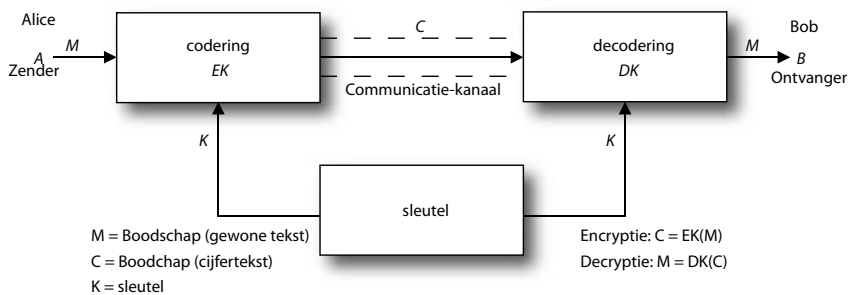 Alice
A
Zender
M
codering
EK
C
Communicatie-kanaal
decodering
DK
M
Bob
B
Ontvanger
K
K
sleutel
M = Boodschap (gewone tekst)
C = Boodchap (cijfertekst)
K = sleutel
Encryptie: C = EK(M)
Decryptie: M = DK(C)